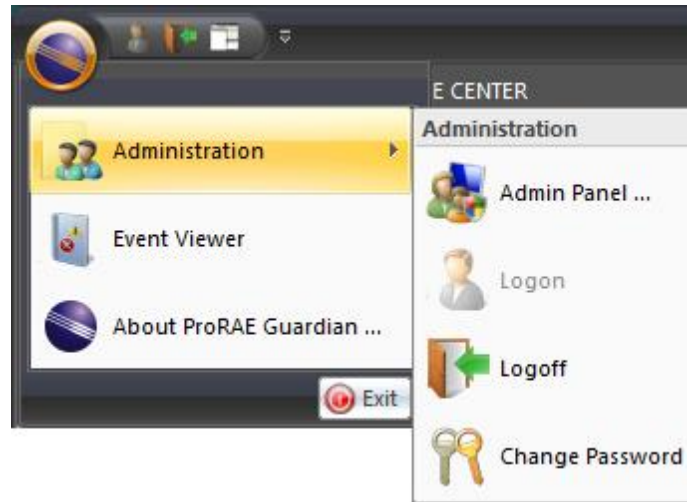 E CENTER
Administration
Administration
Admin Panel ...
Event Viewer
Logon
About ProRAE Guardian ...
Logoff
Exit
Change Password